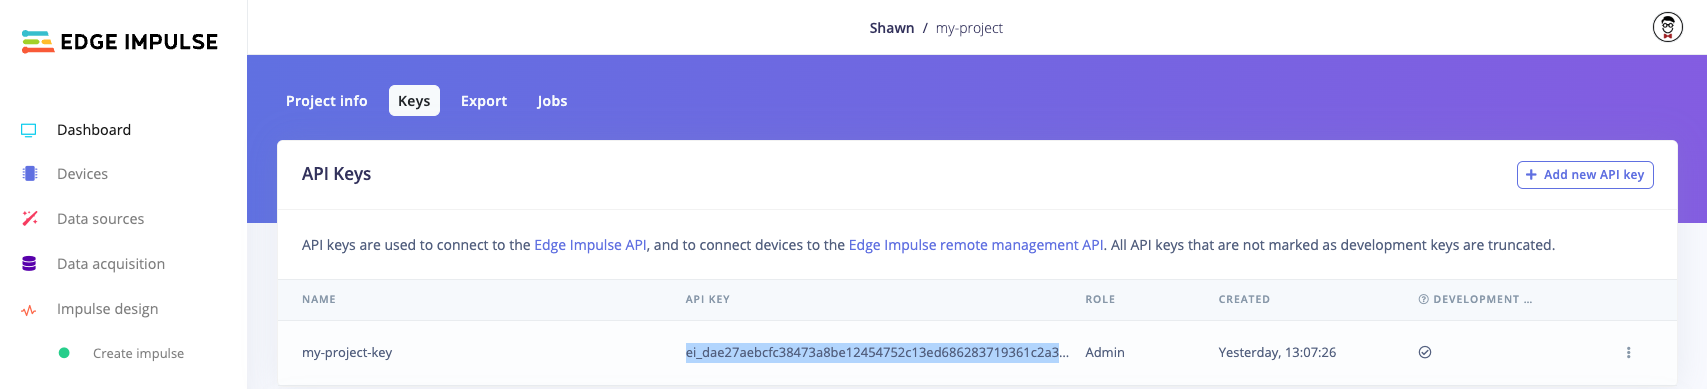 EDGE IMPULSE
Shawn / my-project
Dashboard
Devices
Data sources
Data acquisition
Impulse design
Create impulse
Project info Keys Export Jobs
API Keys
+ Add new API key
API keys are used to connect to the Edge Impulse API, and to connect devices to the Edge Impulse remote management API. All API keys that are not marked as development keys are truncated.
NAME API KEY ROLE CREATED DEVELOPMENT ...
my-project-key ei_dae27aebcfc38473a8be12454752c13ed686283719361c2a3... Admin Yesterday, 13:07:26